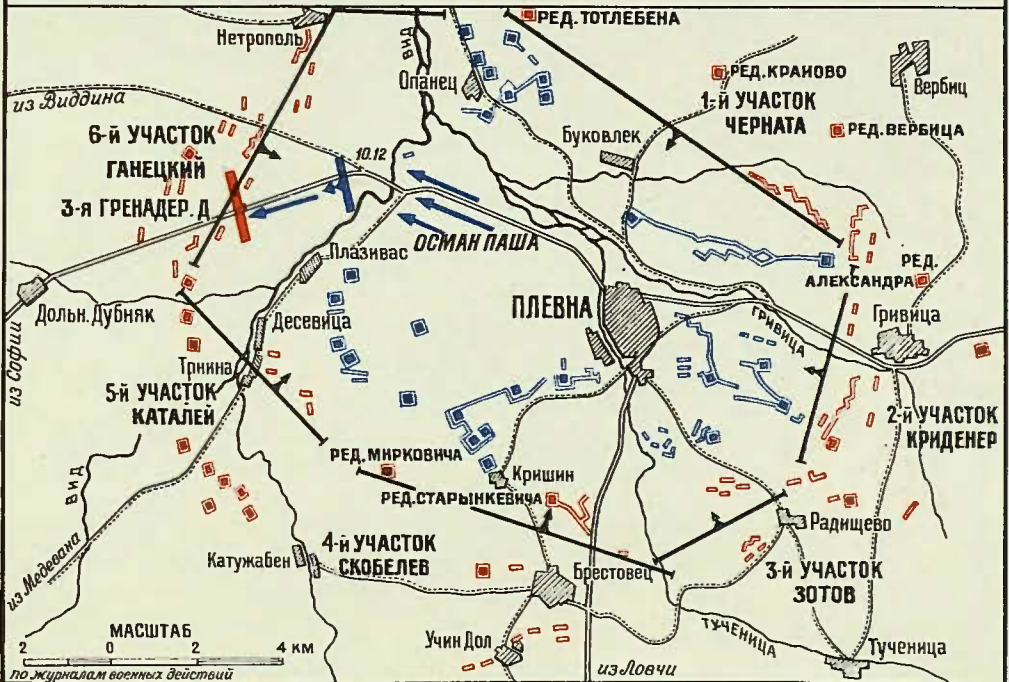 Нетрополь
ВИД
РЕД. ТОТЛЕБЕНА
Опанец
РЕД. КРАНОВО
Вербиц
из Виддина
1-й УЧАСТОК
ЧЕРНАТА
РЕД. ВЕРБИЦА
6-й УЧАСТОК
ГАНЕЦКИЙ
Буковлек
10.12
3-я ГРЕНАДЕР. Д.
ОСМАН ПАША
Плазивас
РЕД.
АЛЕКСАНДРА
Дольн. Дубняк
ПЛЕВНА
ГРИВИЦА
Гривица
Десевица
из Софии
Трнина
5-й УЧАСТОК
КАТАЛЕЙ
2-й УЧАСТОК
КРИДЕНЕР
РЕД. МИРКОВИЧА
Кришин
РЕД. СТАРЫНКЕВИЧА
ВИД
Радищево
из Медевана
Катужабен
4-й УЧАСТОК
СКОБЕЛЕВ
Брестовец
3-й УЧАСТОК
ЗОТОВ
ТУЧЕНИЦА
МАСШТАБ
2 0 2 4 км
Учин Дол
Тученица
из Ловчи
по журналам военных действий